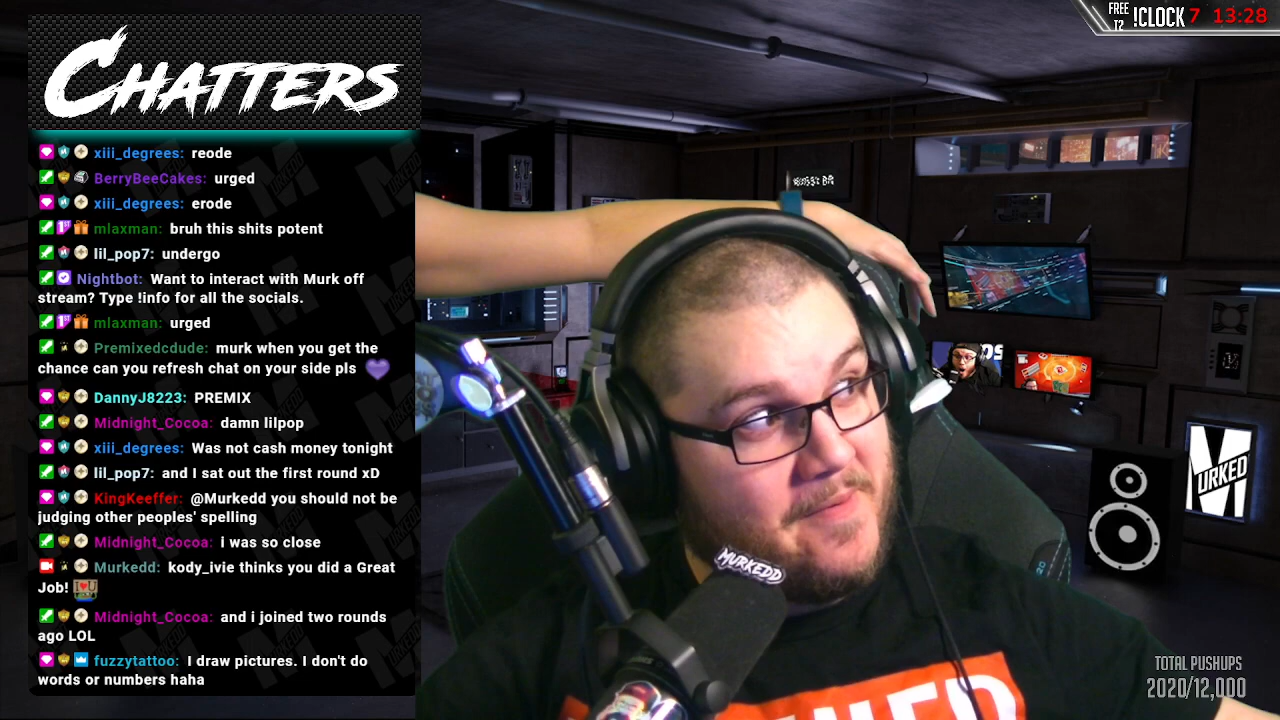 CHATTERS
xiii_degrees: reode
BerryBeeCakes: urged
xiii_degrees: erode
mlaxman: bruh this shits potent
lil_pop7: undergo
Nightbot: Want to interact with Murk off
stream? Type !info for all the socials.
mlaxman: urged
Premixedcdude: murk when you get the
chance can you refresh chat on your side pls
DannyJ8223: PREMIX
Midnight_Cocoa: damn lilpop
xiii_degrees: Was not cash money tonight
lil_pop7: and I sat out the first round xD
KingKeeffer: @Murkedd you should not be
judging other peoples' spelling
Midnight_Cocoa: i was so close
Murkedd: kody_ivie thinks you did a Great
Job!
Midnight_Cocoa: and i joined two rounds
ago LOL
fuzzytattoo: I draw pictures. I don't do
words or numbers haha
FREE
!CLOCK 7 13:28
MURKED
MURKEDD
TOTAL PUSHUPS
2020/12,000